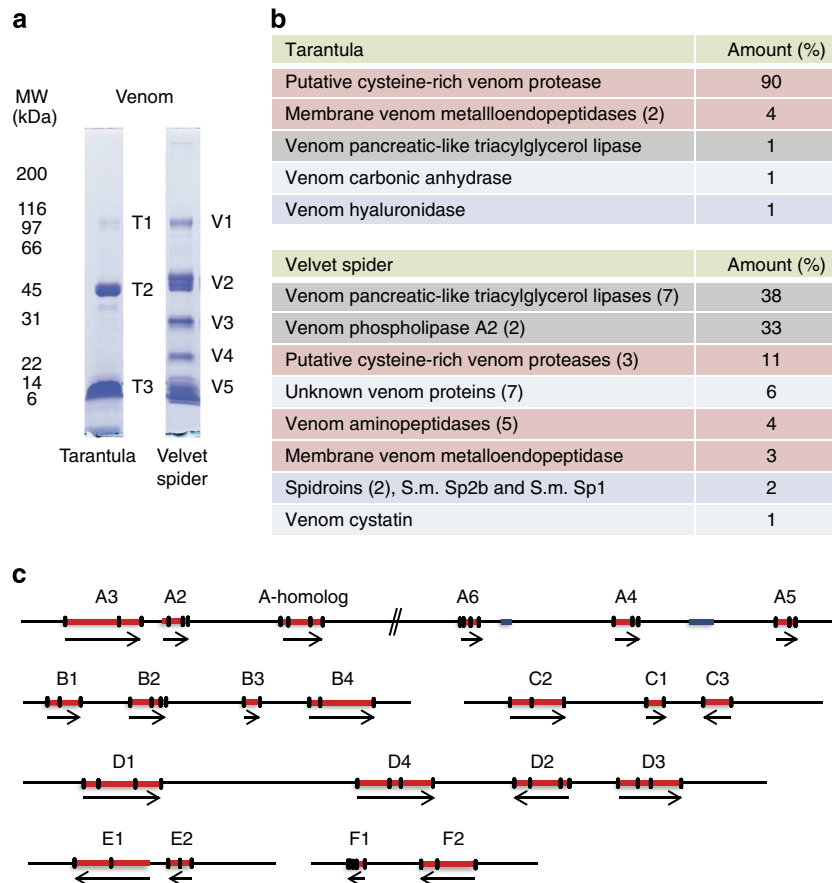 a
MW
(kDa)
Venom
200
116
97
66
45
31
22
14
6
T1
T2
T3
V1
V2
V3
V4
V5
Tarantula
Velvet
spider
b
Tarantula Amount (%)
Putative cysteine-rich venom protease 90
Membrane venom metallloendopeptidases (2) 4
Venom pancreatic-like triacylglycerol lipase 1
Venom carbonic anhydrase 1
Venom hyaluronidase 1
Velvet spider Amount (%)
Venom pancreatic-like triacylglycerol lipases (7) 38
Venom phospholipase A2 (2) 33
Putative cysteine-rich venom proteases (3) 11
Unknown venom proteins (7) 6
Venom aminopeptidases (5) 4
Membrane venom metalloendopeptidase 3
Spidroins (2), S.m. Sp2b and S.m. Sp1 2
Venom cystatin 1
c
A3 A2 A-homolog A6 A4 A5
B1 B2 B3 B4 C2 C1 C3
D1 D4 D2 D3
E1 E2 F1 F2